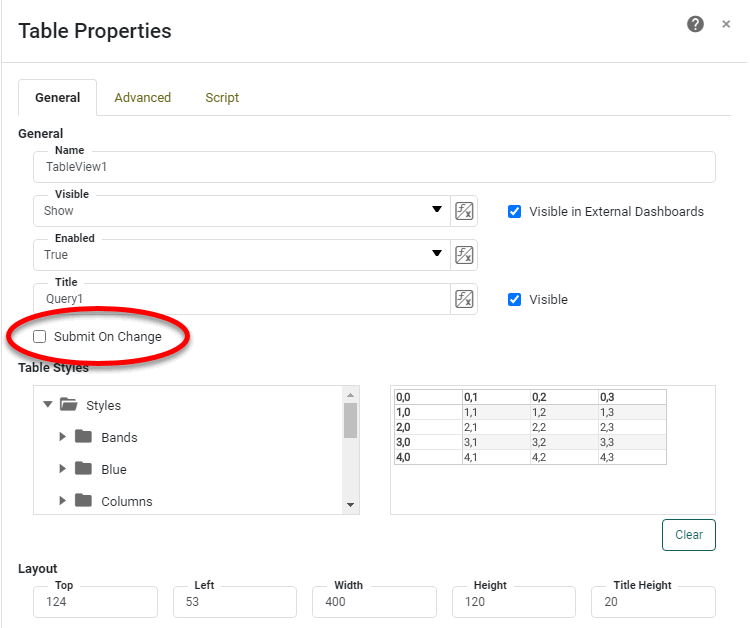 Table Properties
General Advanced Script
General
Name
TableView1
Visible
Show
Visible in External Dashboards
Enabled
True
Title
Query1
Visible
Submit On Change
Table Styles
Styles
Bands
Blue
Columns
0,0 0,1 0,2 0,3
1,0 1,1 1,2 1,3
2,0 2,1 2,2 2,3
3,0 3,1 3,2 3,3
4,0 4,1 4,2 4,3
Clear
Layout
Top Left Width Height Title Height
124 53 400 120 20